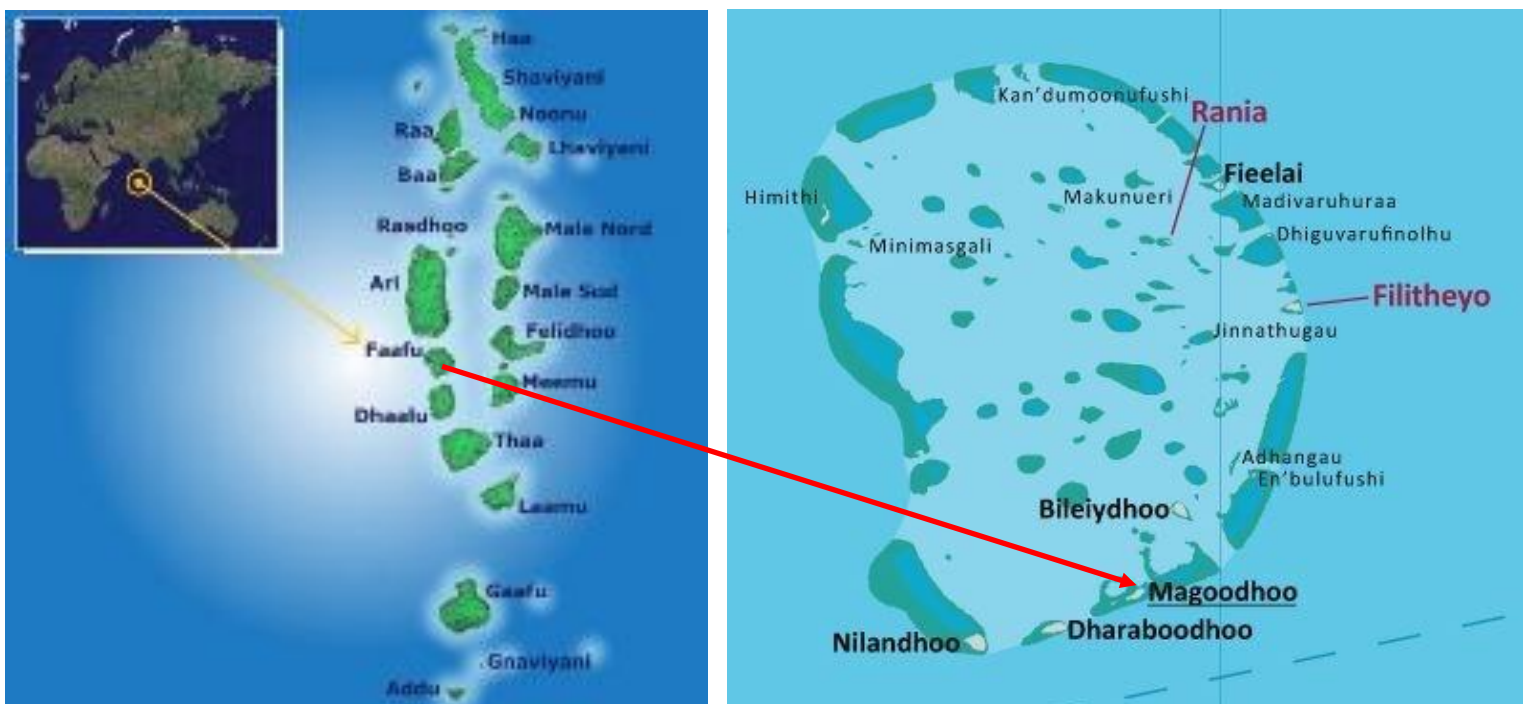 Haa
Shaviyani
Noonu
Raa
Lhaviyani
Baa
Rasdhoo
Male Nord
Ari
Male Sud
Felidhoo
Faafu
Meemu
Dhaalu
Thaa
Laamu
Gaafu
Gnaviyani
Addu
Kan'dumoonufushi
Rania
Fieelai
Himithi
Makunueri
Madivaruhuraa
Dhiguvarufinolhu
Minimasgali
Filitheyo
Jinnathugau
Adhangau
En'bulufushi
Bileiydhoo
Magoodhoo
Dharaboodhoo
Nilandhoo